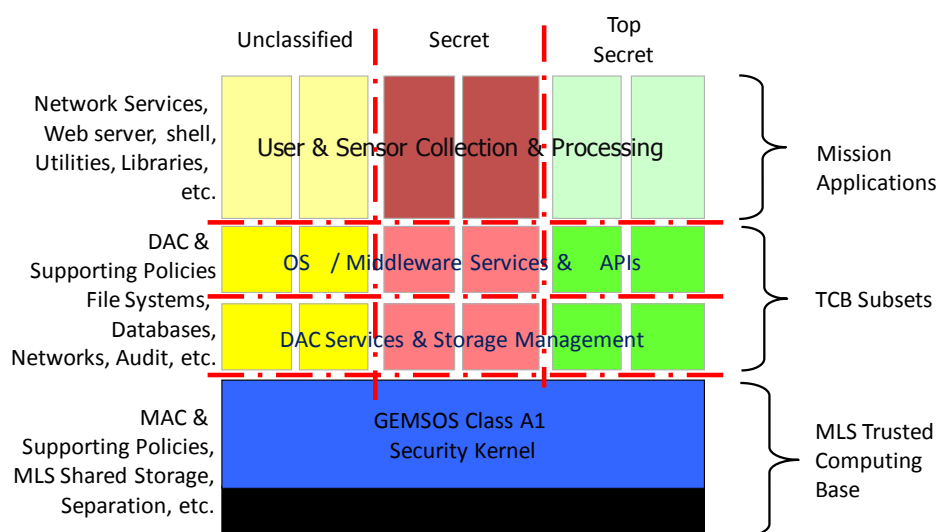 Unclassified
Secret
Top
Secret
Network Services,
Web server, shell,
Utilities, Libraries,
etc.
User & Sensor Collection & Processing
Mission
Applications
DAC &
Supporting Policies
File Systems,
Databases,
Networks, Audit, etc.
OS / Middleware Services & APIs
DAC Services & Storage Management
TCB Subsets
MAC &
Supporting Policies,
MLS Shared Storage,
Separation, etc.
GEMSOS Class A1
Security Kernel
MLS Trusted
Computing
Base